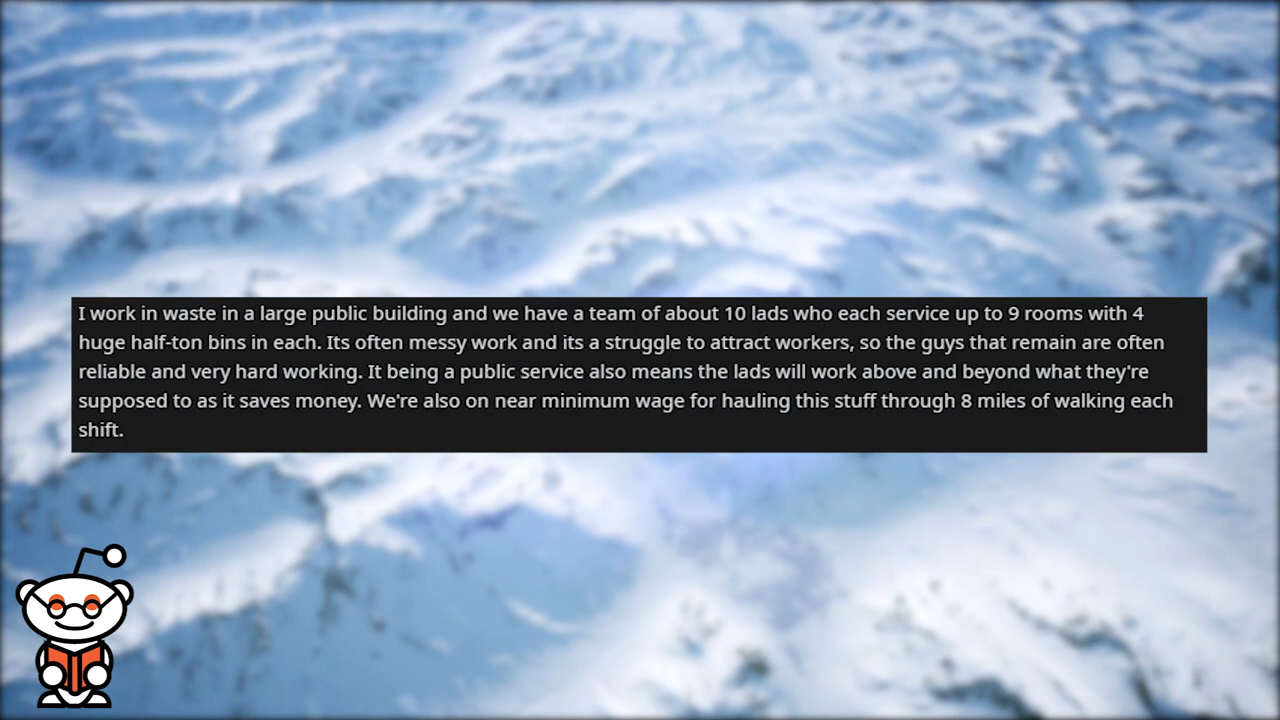 I work in waste in a large public building and we have a team of about 10 lads who each service up to 9 rooms with 4
huge half-ton bins in each. Its often messy work and its a struggle to attract workers, so the guys that remain are often
reliable and very hard working. It being a public service also means the lads will work above and beyond what they're
supposed to as it saves money. We're also on near minimum wage for hauling this stuff through 8 miles of walking each
shift.